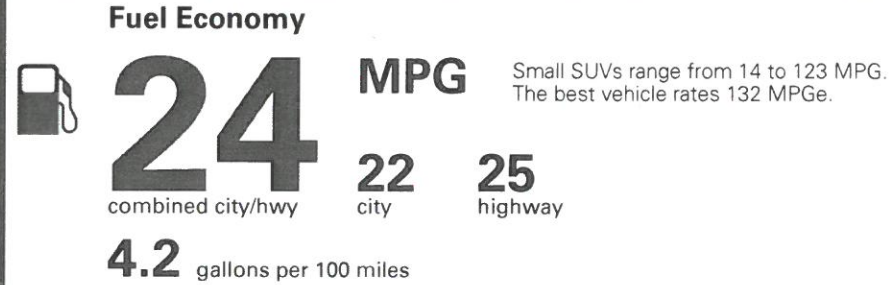 Fuel Economy
24 MPG
Small SUVs range from 14 to 123 MPG.
The best vehicle rates 132 MPGe.
22 25
combined city/hwy city highway
4.2 gallons per 100 miles